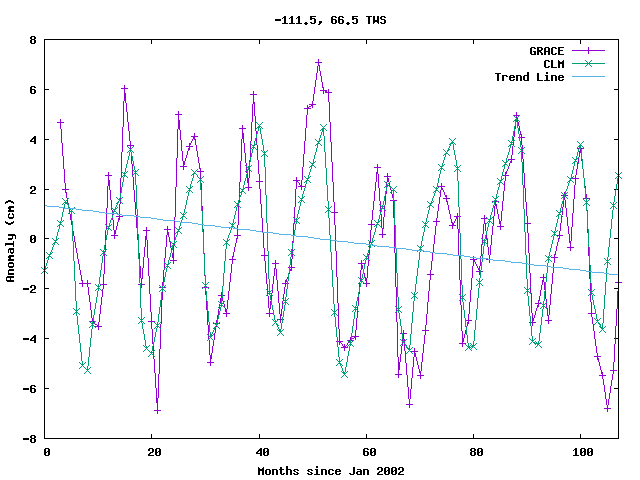 -111.5, 66.5 TWS
GRACE
CLM
Trend Line
8
6
4
2
0
-2
-4
-6
-8
Anomaly (cm)
0 20 40 60 80 100
Months since Jan 2002